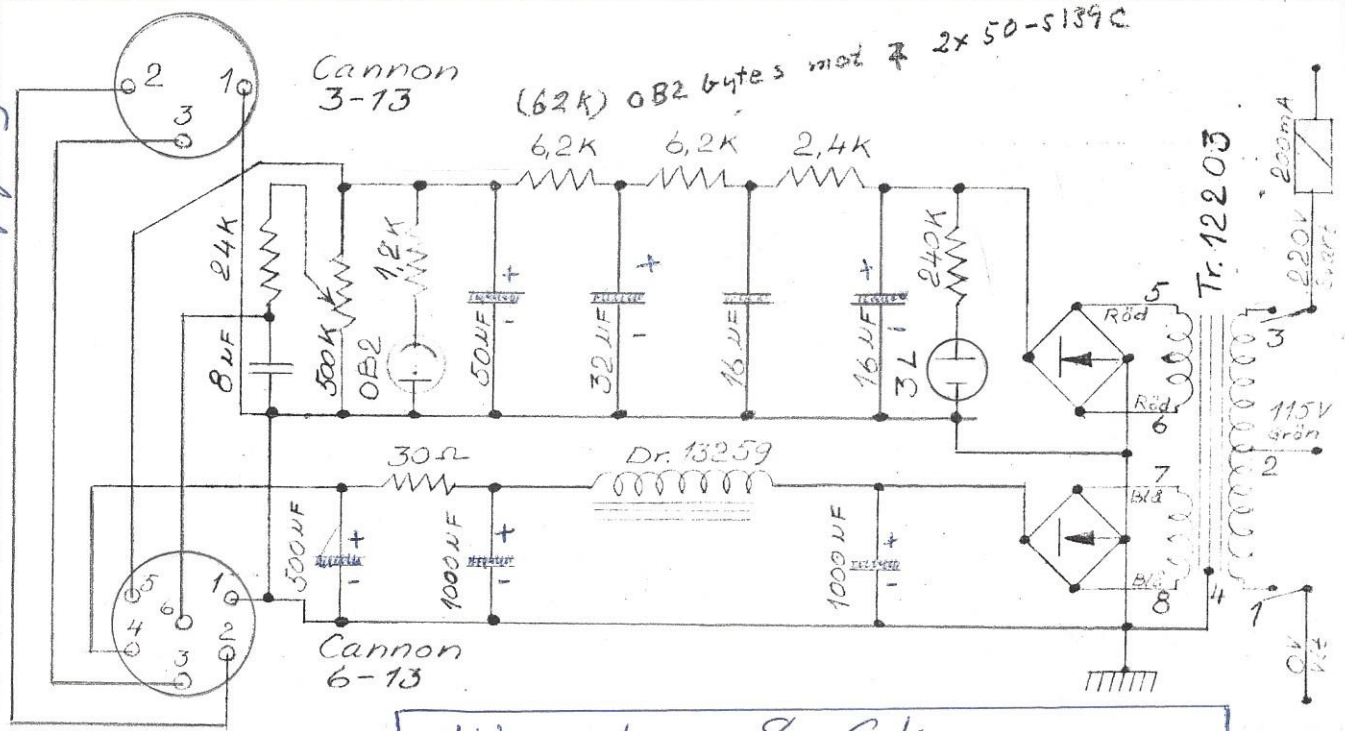 Cannon
3-13
(62K) OB2 bytes mot 2x 50-5139C
2
1
3
6,2K
6,2K
2,4K
24K
8µF
500K
1,2K
OB2
50µF
+
-
32µF
+
16µF
16µF
+
-
240K
3L
5
Röd
Röd
6
Tr. 12203
200mA
220V
Svart
3
115V
Grön
2
30Ω
Dr. 13259
7
Blå
Blå
8
4
1
0V
Vit
500µF
+
-
1000µF
+
-
1000µF
+
-
5
1
6
4
2
3
Cannon
6-13